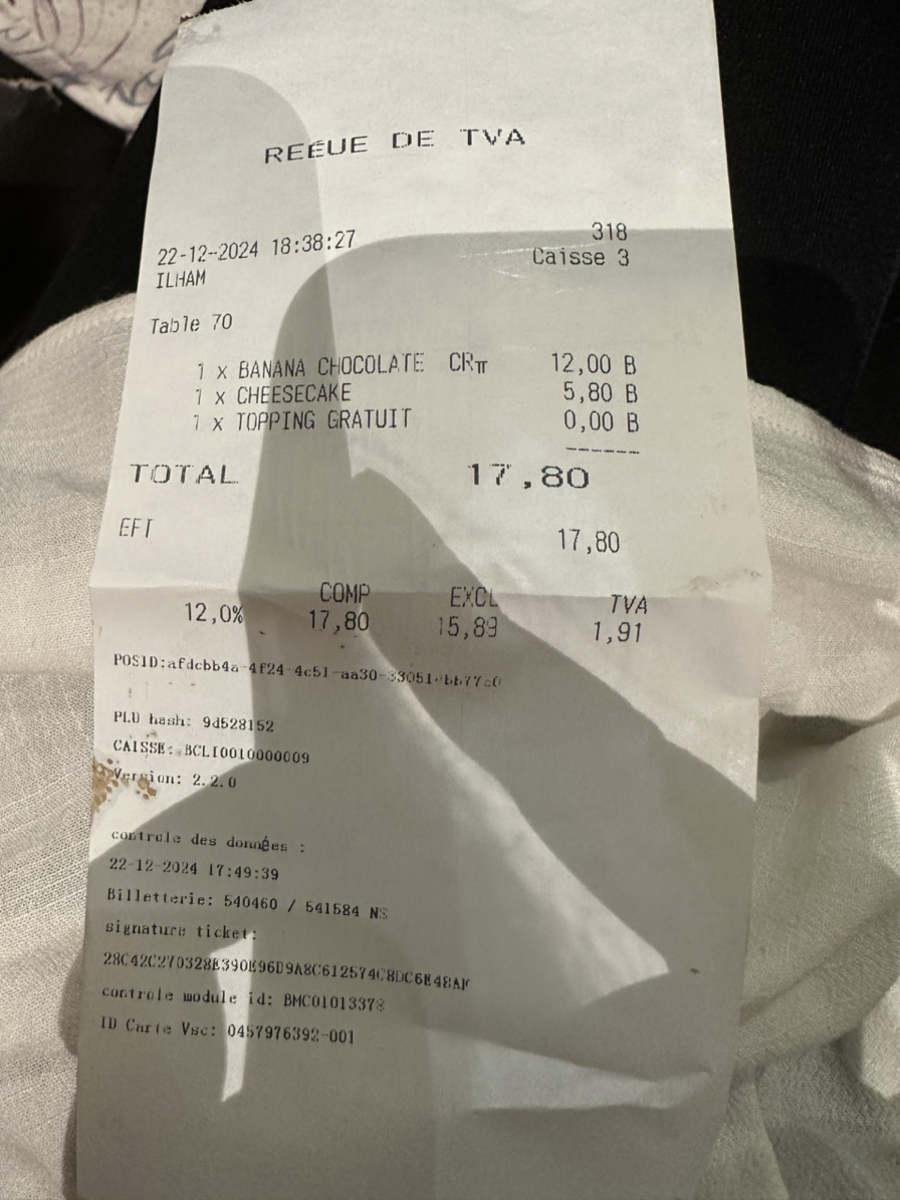 REÉUE DE TVA
22-12-2024 18:38:27 318
ILHAM Caisse 3
Table 70
1 x BANANA CHOCOLATE CRπ 12,00 B
1 x CHEESECAKE 5,80 B
1 x TOPPING GRATUIT 0,00 B
------
TOTAL 17,80
EFT 17,80
COMP EXCL TVA
12,0% 17,80 15,89 1,91
PLU hash: 9d528152
CAISSE: BCLI0010000009
Version: 2.2.0
controle des données :
22-12-2024 17:49:39
Billetterie: 540460 / 541584 NS
signature ticket:
28C42C270328E390E96D9A8C612574C8DC6E48AF
controle module id: BMC01013378
ID Carte Vsc: 0457976392-001